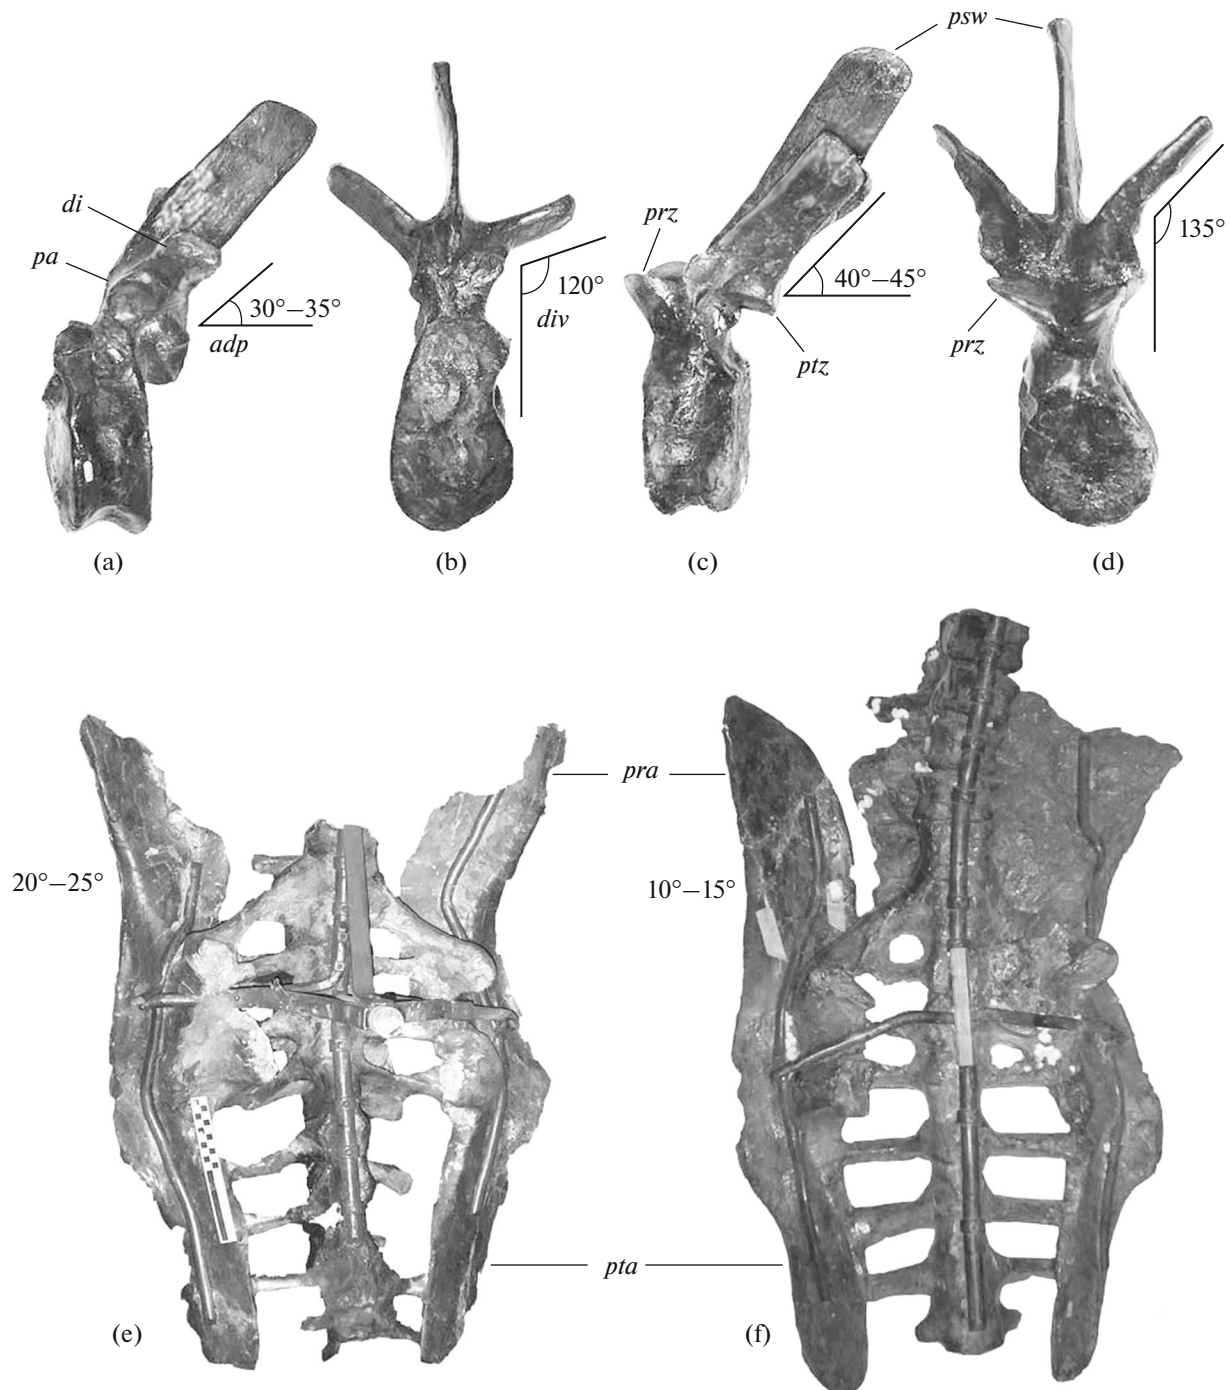 psw
di
pa
30°–35°
adp
120°
div
prz
40°–45°
ptz
135°
prz
(a)
(b)
(c)
(d)
pra
20°–25°
10°–15°
pta
(e)
(f)